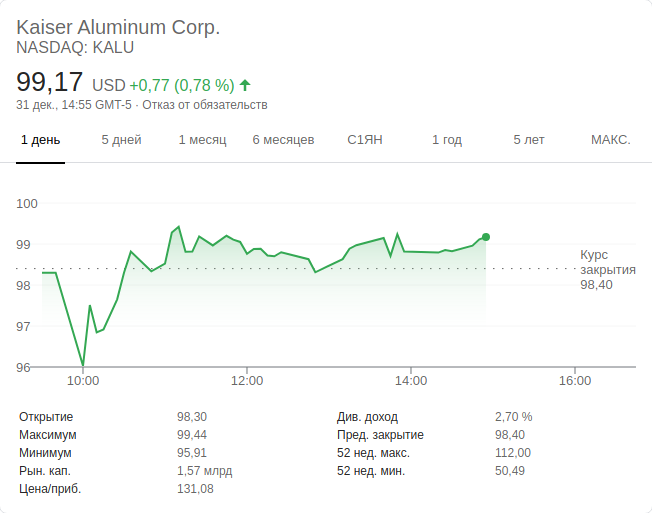 Kaiser Aluminum Corp.
NASDAQ: KALU
99,17 USD +0,77 (0,78 %)
31 дек., 14:55 GMT-5 · Отказ от обязательств
1 день 5 дней 1 месяц 6 месяцев С1ЯН 1 год 5 лет МАКС.
100
99
98
97
96
Курс
закрытия
98,40
10:00 12:00 14:00 16:00
Открытие 98,30
Максимум 99,44
Минимум 95,91
Рын. кап. 1,57 млрд
Цена/приб. 131,08
Див. доход 2,70 %
Пред. закрытие 98,40
52 нед. макс. 112,00
52 нед. мин. 50,49